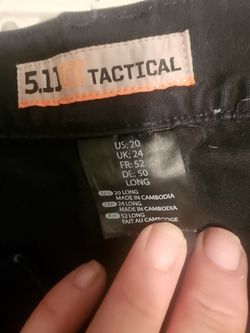 5.11 TACTICAL
US: 20
UK: 24
FR: 52
DE: 50
LONG
20 LONG
MADE IN CAMBODIA
24 LONG
MADE IN CAMBODIA
52 LONG
FAIT AU CAMBODGE